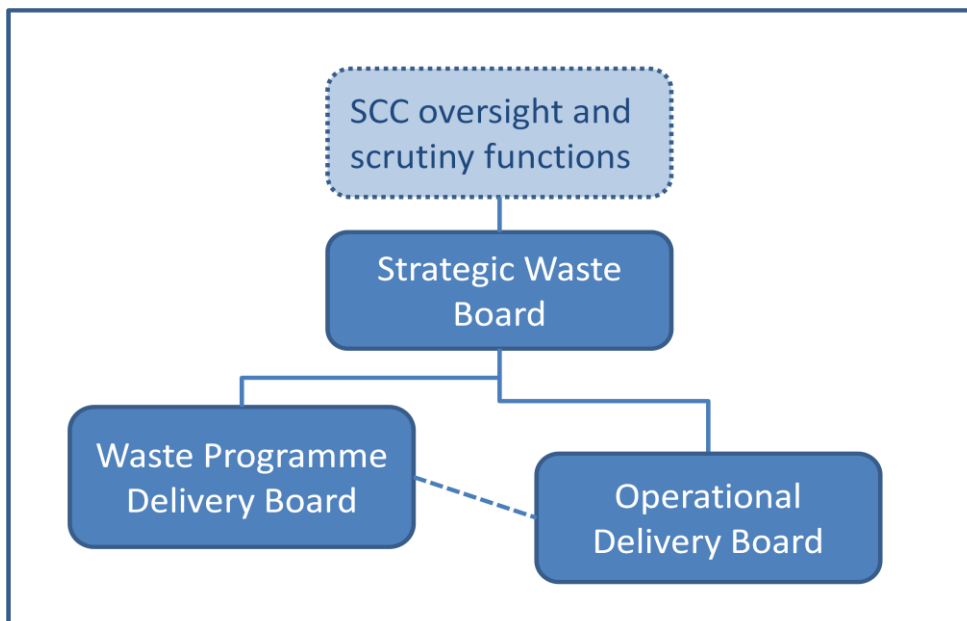 SCC oversight and
scrutiny functions
Strategic Waste
Board
Waste Programme
Delivery Board
Operational
Delivery Board